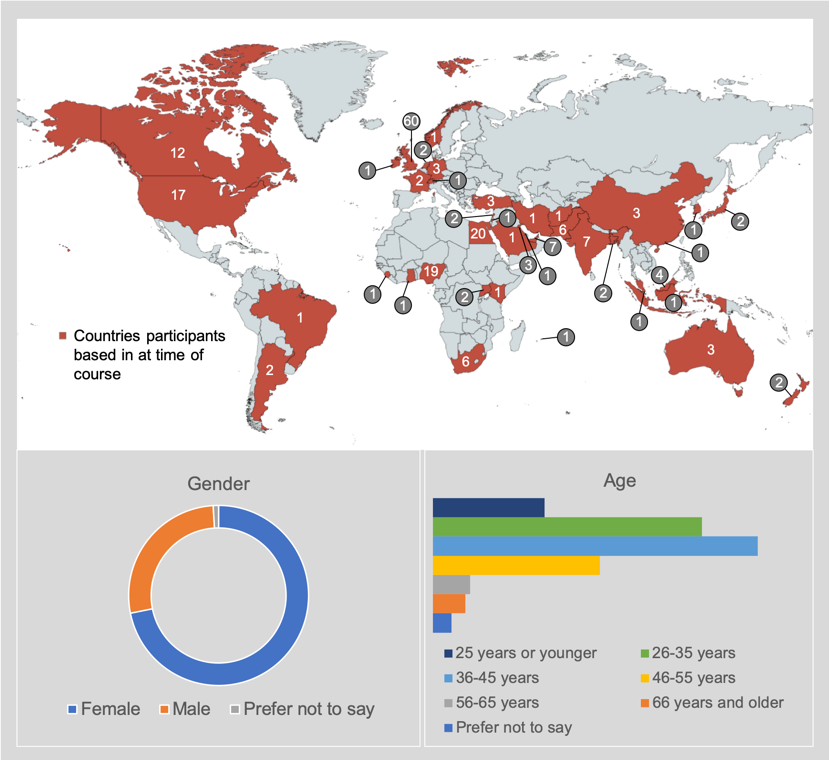 60
1
2
1
12
3
1
2
1
17
3
3
2
1
1
1
2
6
1
20
1
7
7
1
19
3
1
4
2
1
2
1
1
1
1
1
1
Countries participants
based in at time of
course
3
6
2
2
Gender
Age
25 years or younger
26-35 years
36-45 years
46-55 years
Female
Male
Prefer not to say
56-65 years
66 years and older
Prefer not to say